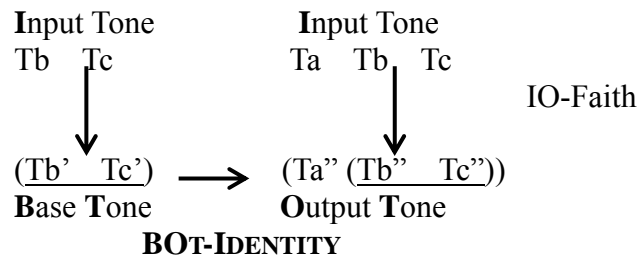 Input Tone Input Tone
Tb Tc Ta Tb Tc
IO-Faith
(Tb’ Tc’) (Ta” (Tb” Tc”))
Base Tone Output Tone
BOT-IDENTITY